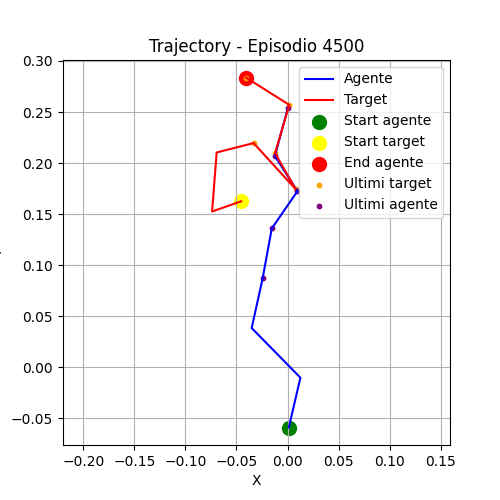 Trajectory - Episodio 4500
0.30
0.25
0.20
0.15
0.10
0.05
0.00
−0.05
−0.20
−0.15
−0.10
−0.05
0.00
0.05
0.10
0.15
X
Agente
Target
Start agente
Start target
End agente
Ultimi target
Ultimi agente